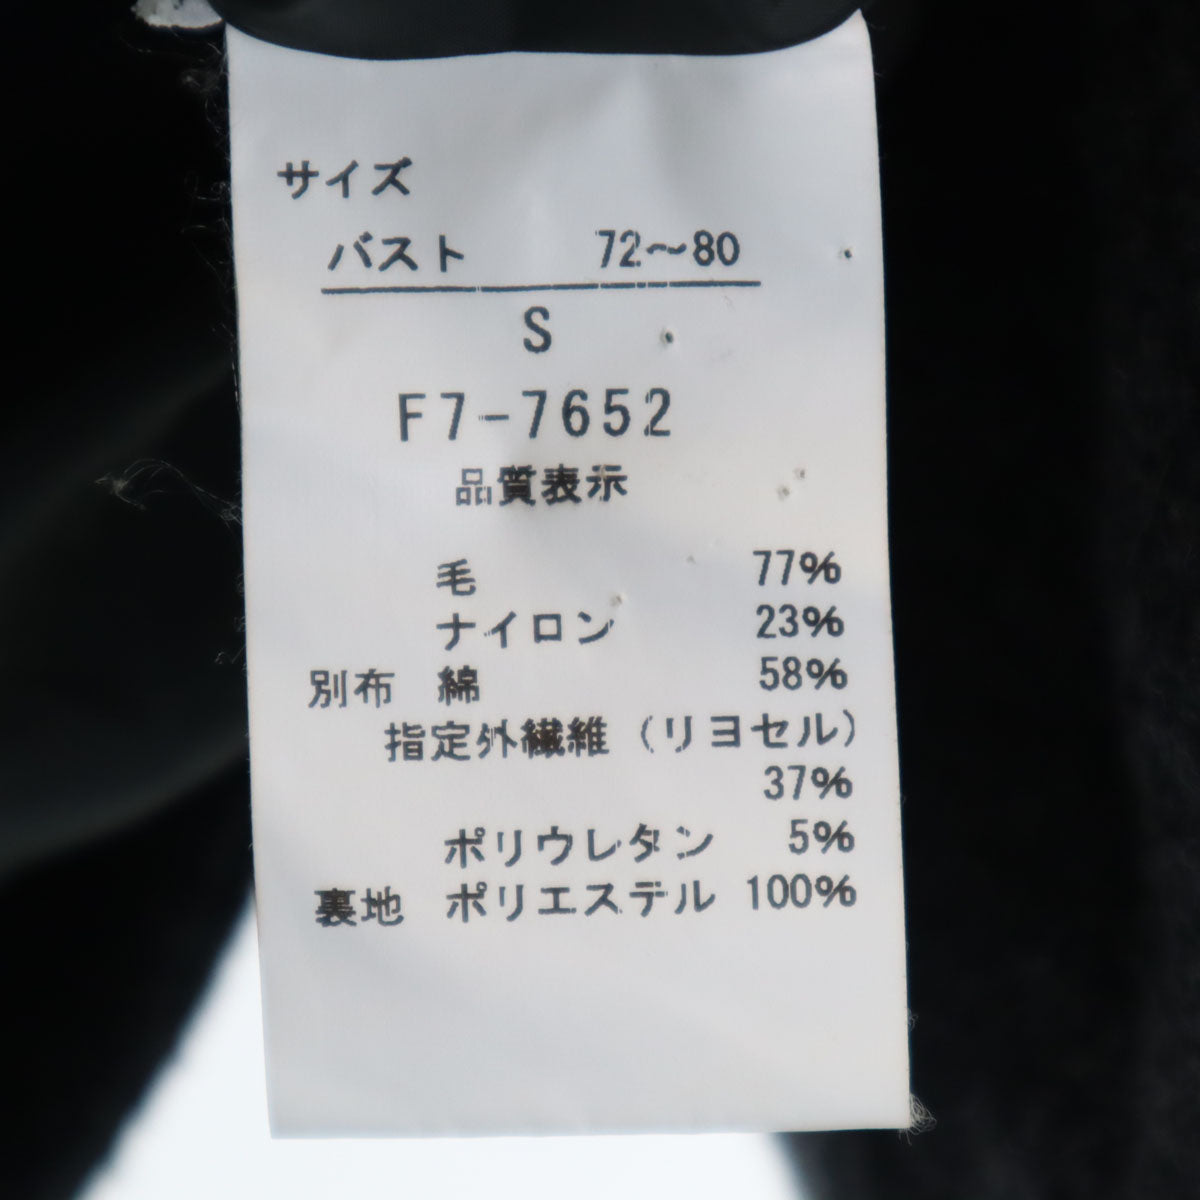 サイズ
バスト 72〜80
S
F7-7652
品質表示
毛 77%
ナイロン 23%
別布 綿 58%
指定外繊維（リヨセル）
37%
ポリウレタン 5%
裏地 ポリエステル 100%